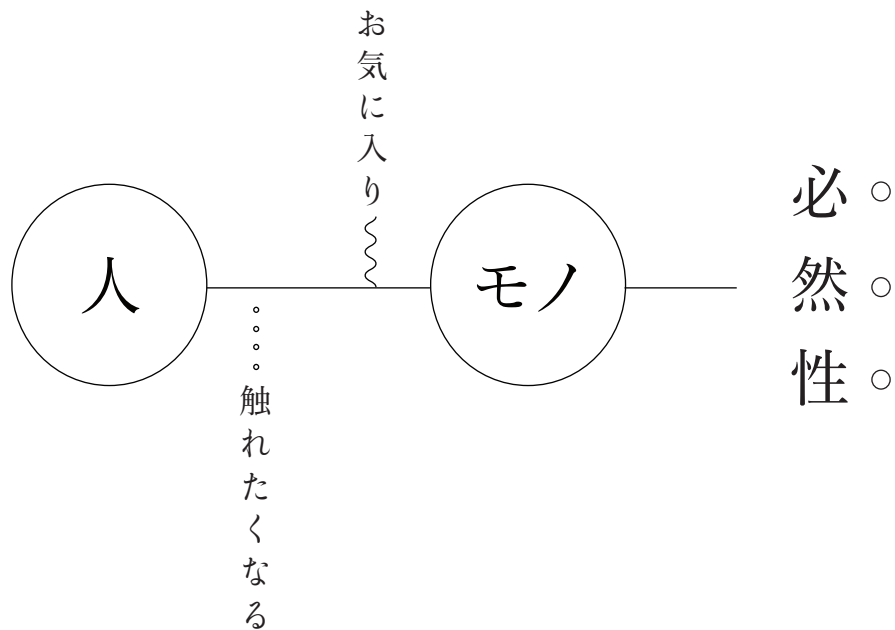 お気に入り
人
モノ
必然性
触れたくなる